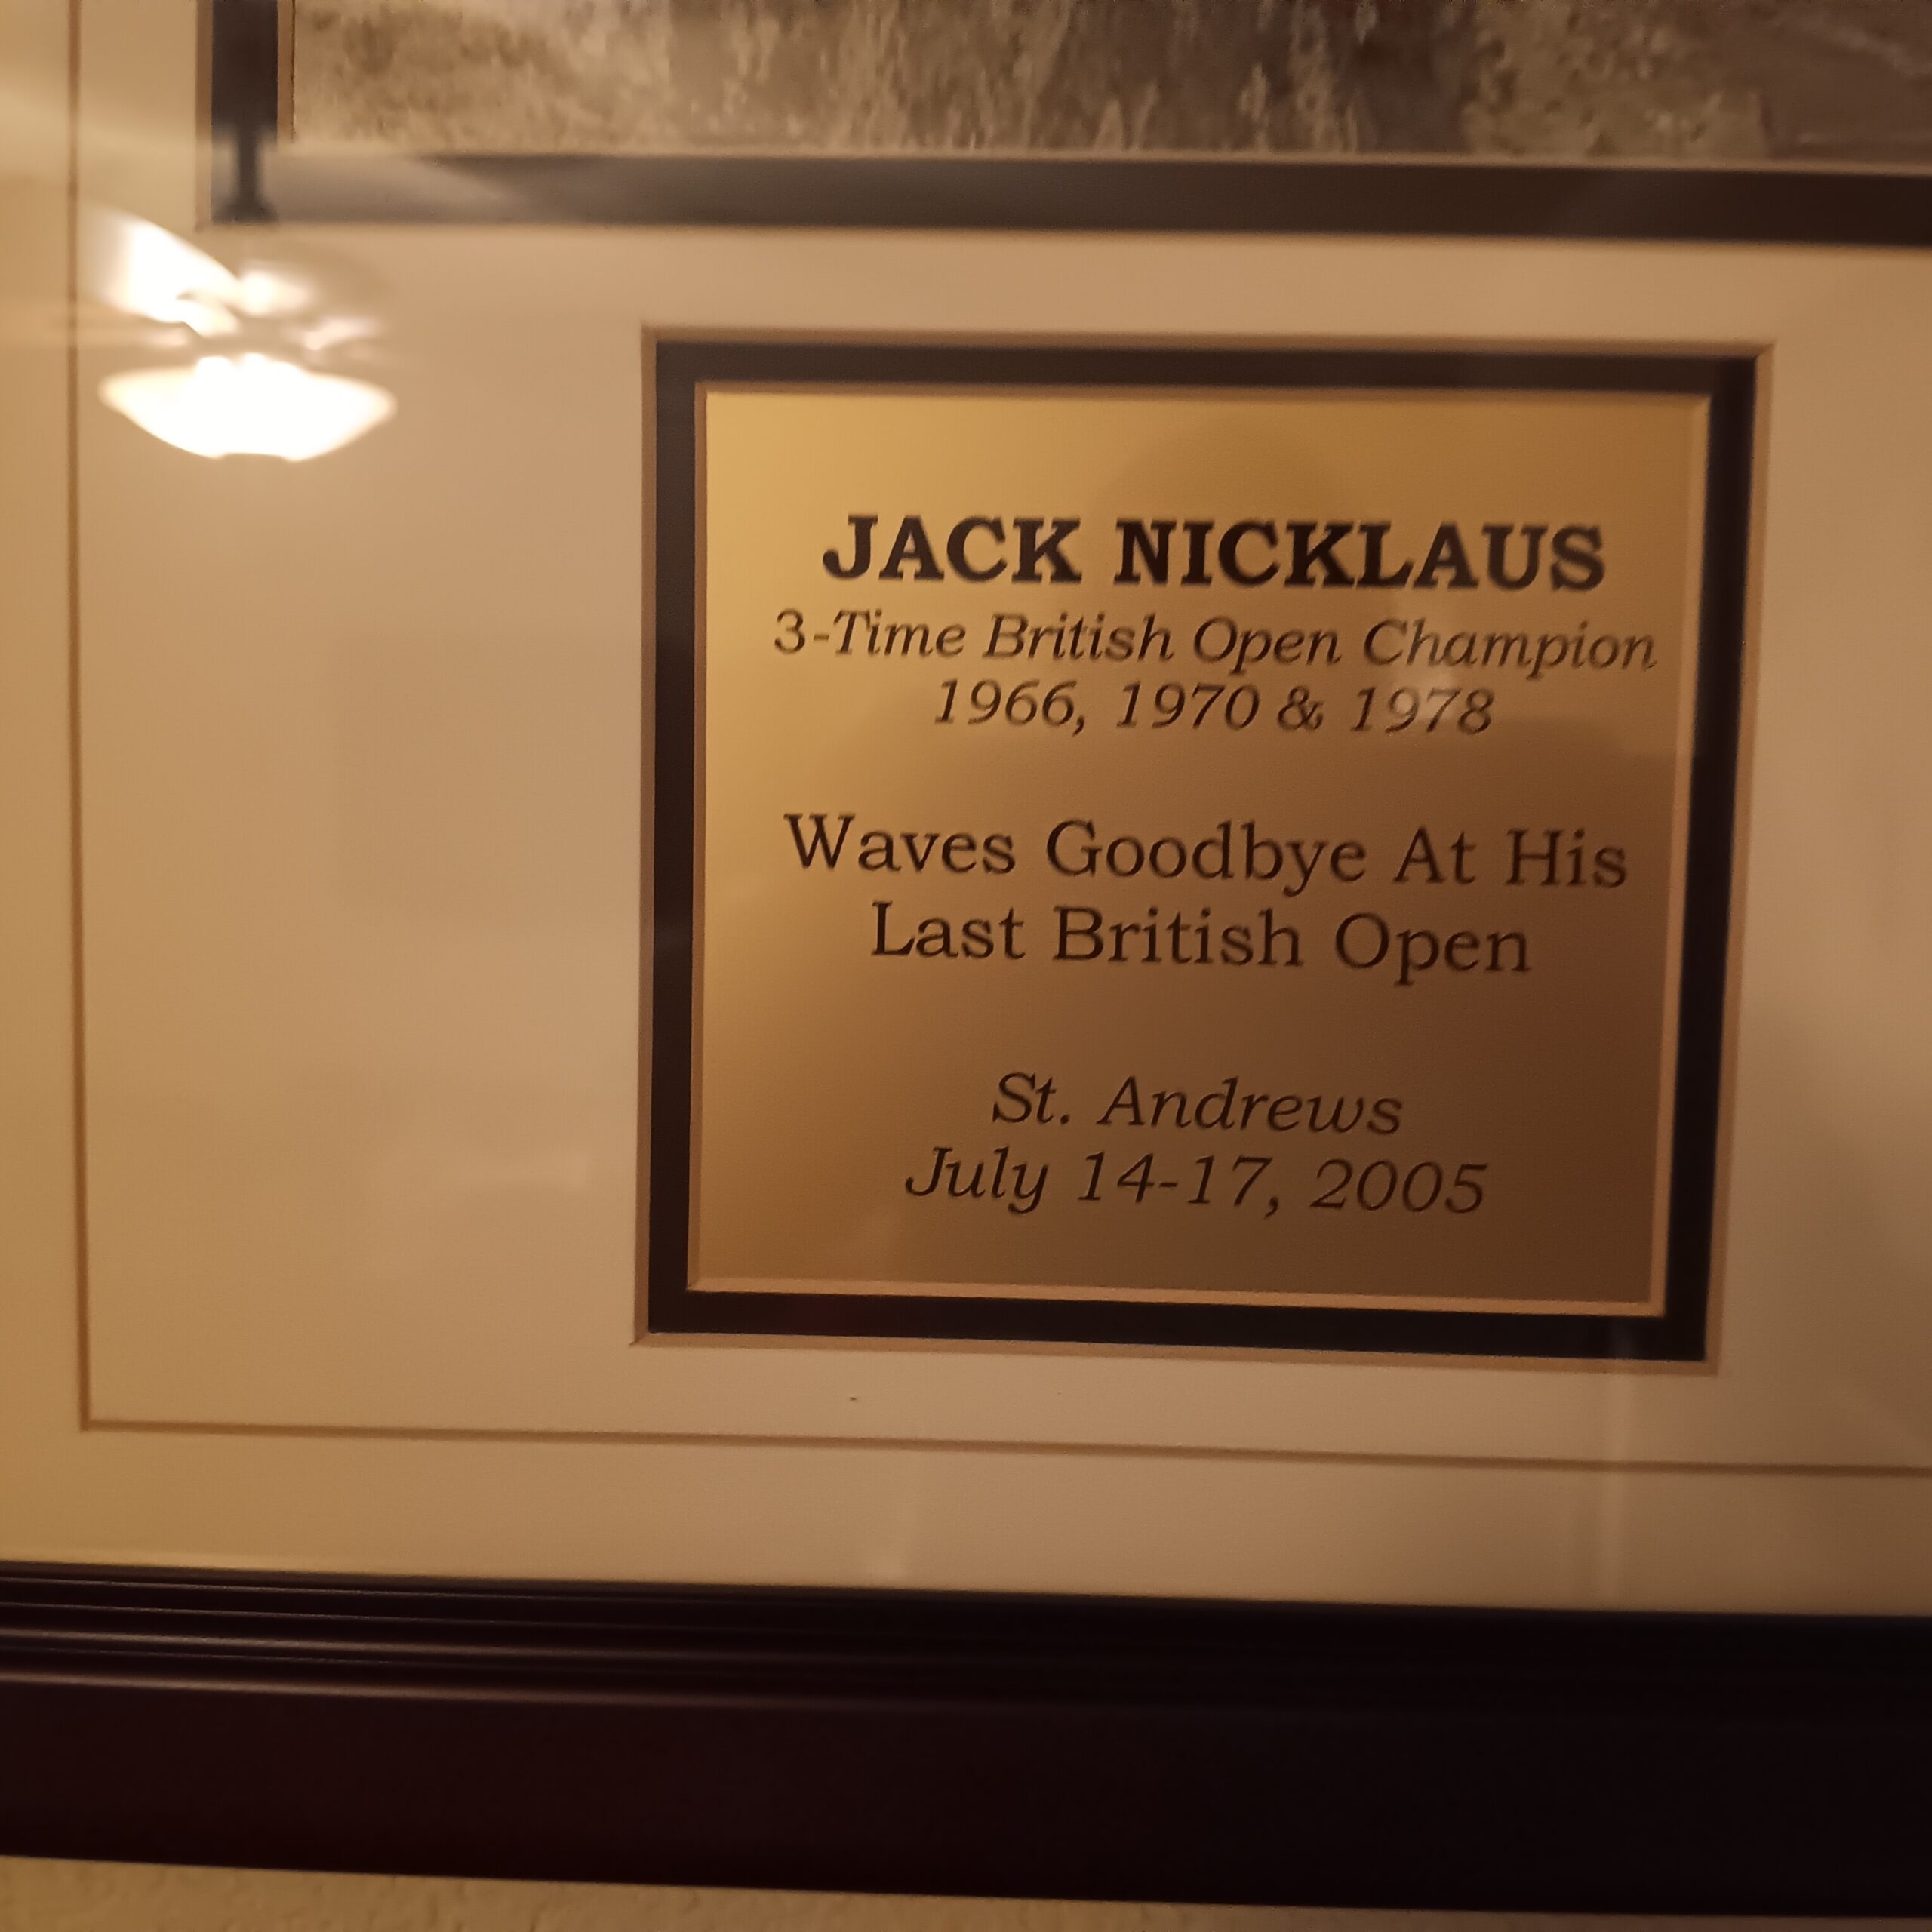 JACK NICKLAUS
3-Time British Open Champion
1966, 1970 & 1978
Waves Goodbye At His
Last British Open
St. Andrews
July 14-17, 2005